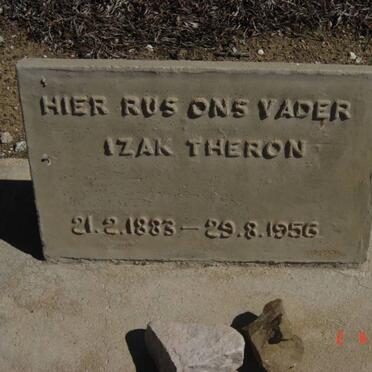 HIER RUS ONS VADER
IZAK THERON
21.2.1883 – 29.8.1956